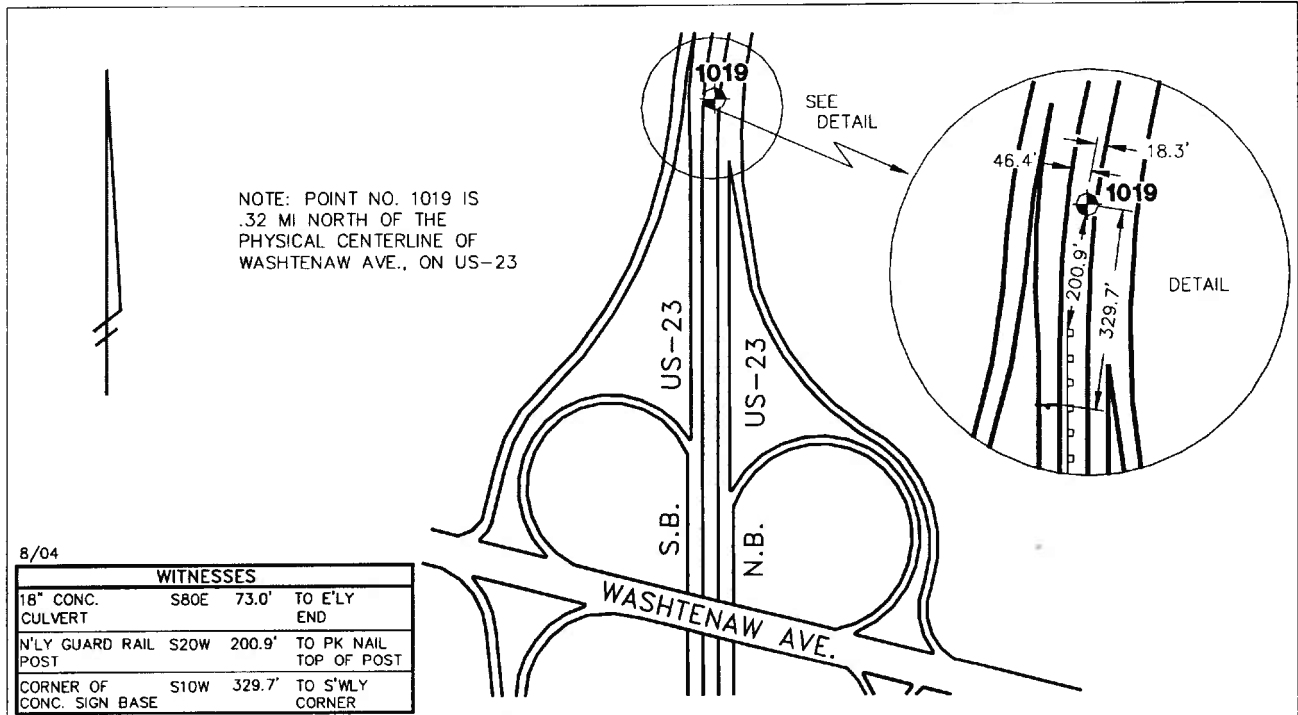 1019
SEE
DETAIL
NOTE: POINT NO. 1019 IS
.32 MI NORTH OF THE
PHYSICAL CENTERLINE OF
WASHTENAW AVE., ON US-23
46.4'
18.3'
1019
200.9'
329.7'
DETAIL
US-23
US-23
S.B.
N.B.
WASHTENAW AVE.
8/04
WITNESSES
18" CONC. CULVERT S80E 73.0' TO E'LY END
N'LY GUARD RAIL POST S20W 200.9' TO PK NAIL TOP OF POST
CORNER OF CONC. SIGN BASE S10W 329.7' TO S'WLY CORNER